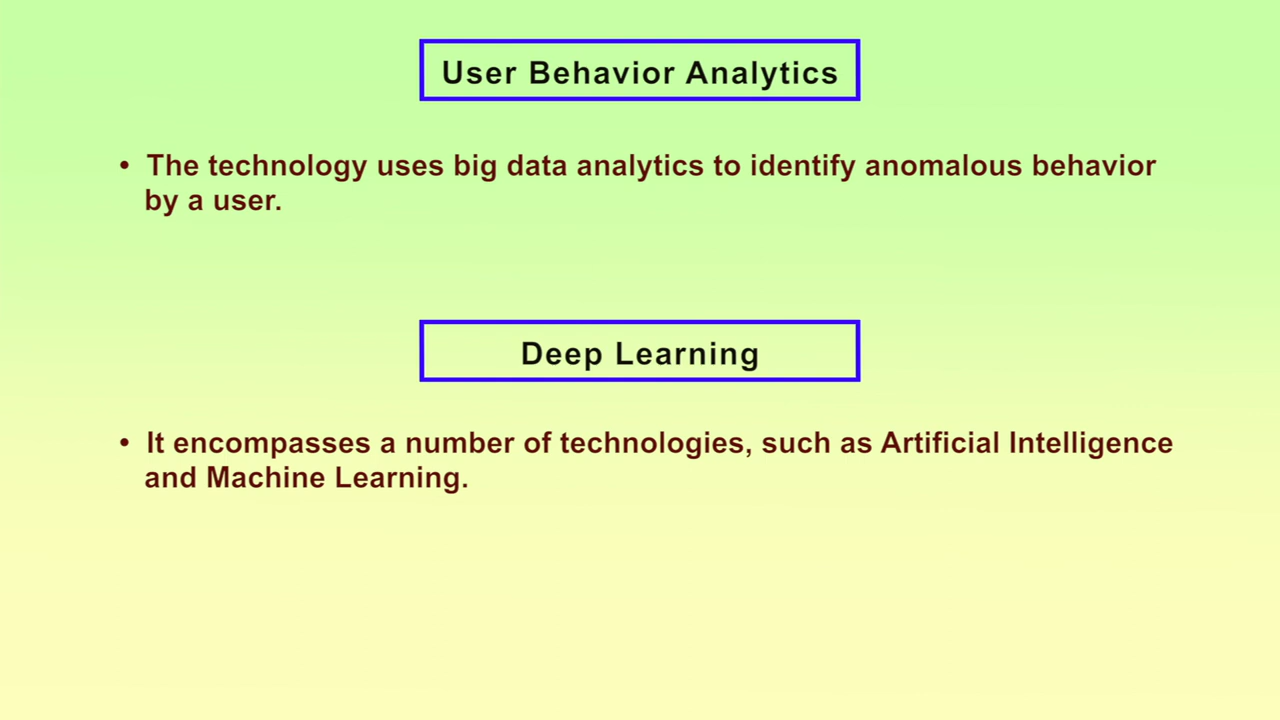 User Behavior Analytics
• The technology uses big data analytics to identify anomalous behavior
by a user.
Deep Learning
• It encompasses a number of technologies, such as Artificial Intelligence
and Machine Learning.